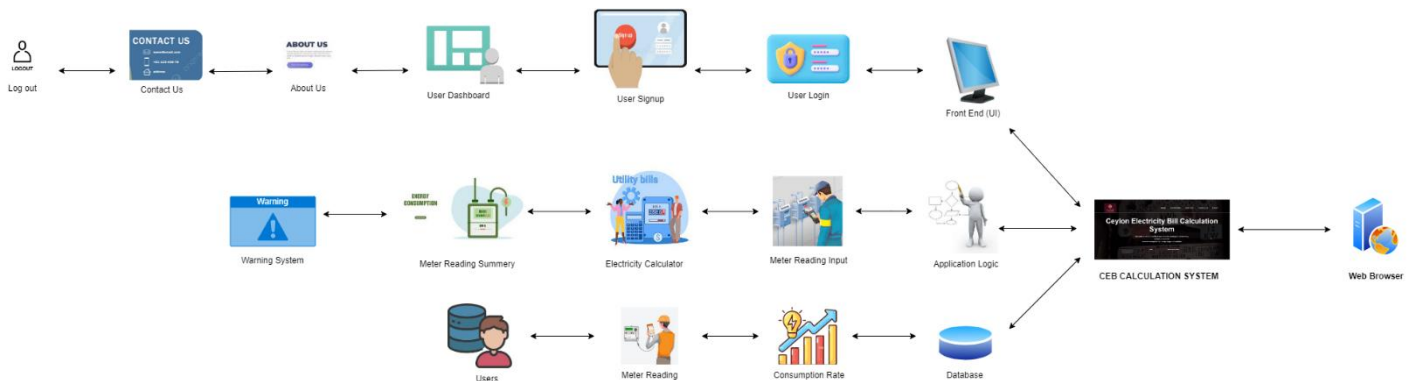 LOGOUT
Log out
CONTACT US
Contact Us
ABOUT US
About Us
User Dashboard
User Signup
User Login
Front End (UI)
Warning
Warning System
ENERGY
CONSUMPTION
Meter Reading Summery
Utility bills
Electricity Calculator
Meter Reading Input
Application Logic
Ceylon Electricity Bill Calculation
System
CEB CALCULATION SYSTEM
Web Browser
Users
Meter Reading
Consumption Rate
Database